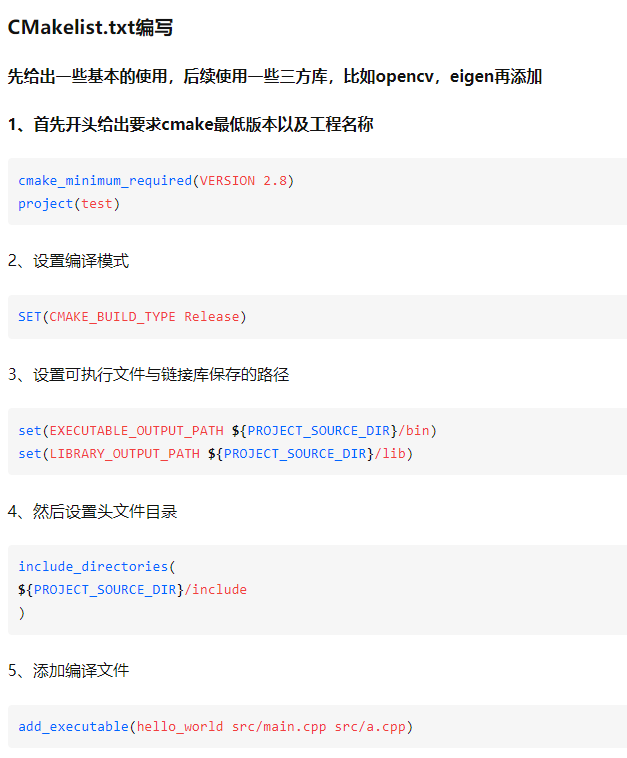 CMakelist.txt编写
先给出一些基本的使用，后续使用一些三方库，比如opencv，eigen再添加
1、首先开头给出要求cmake最低版本以及工程名称
cmake_minimum_required(VERSION 2.8)
project(test)
2、设置编译模式
SET(CMAKE_BUILD_TYPE Release)
3、设置可执行文件与链接库保存的路径
set(EXECUTABLE_OUTPUT_PATH ${PROJECT_SOURCE_DIR}/bin)
set(LIBRARY_OUTPUT_PATH ${PROJECT_SOURCE_DIR}/lib)
4、然后设置头文件目录
include_directories(
${PROJECT_SOURCE_DIR}/include
)
5、添加编译文件
add_executable(hello_world src/main.cpp src/a.cpp)